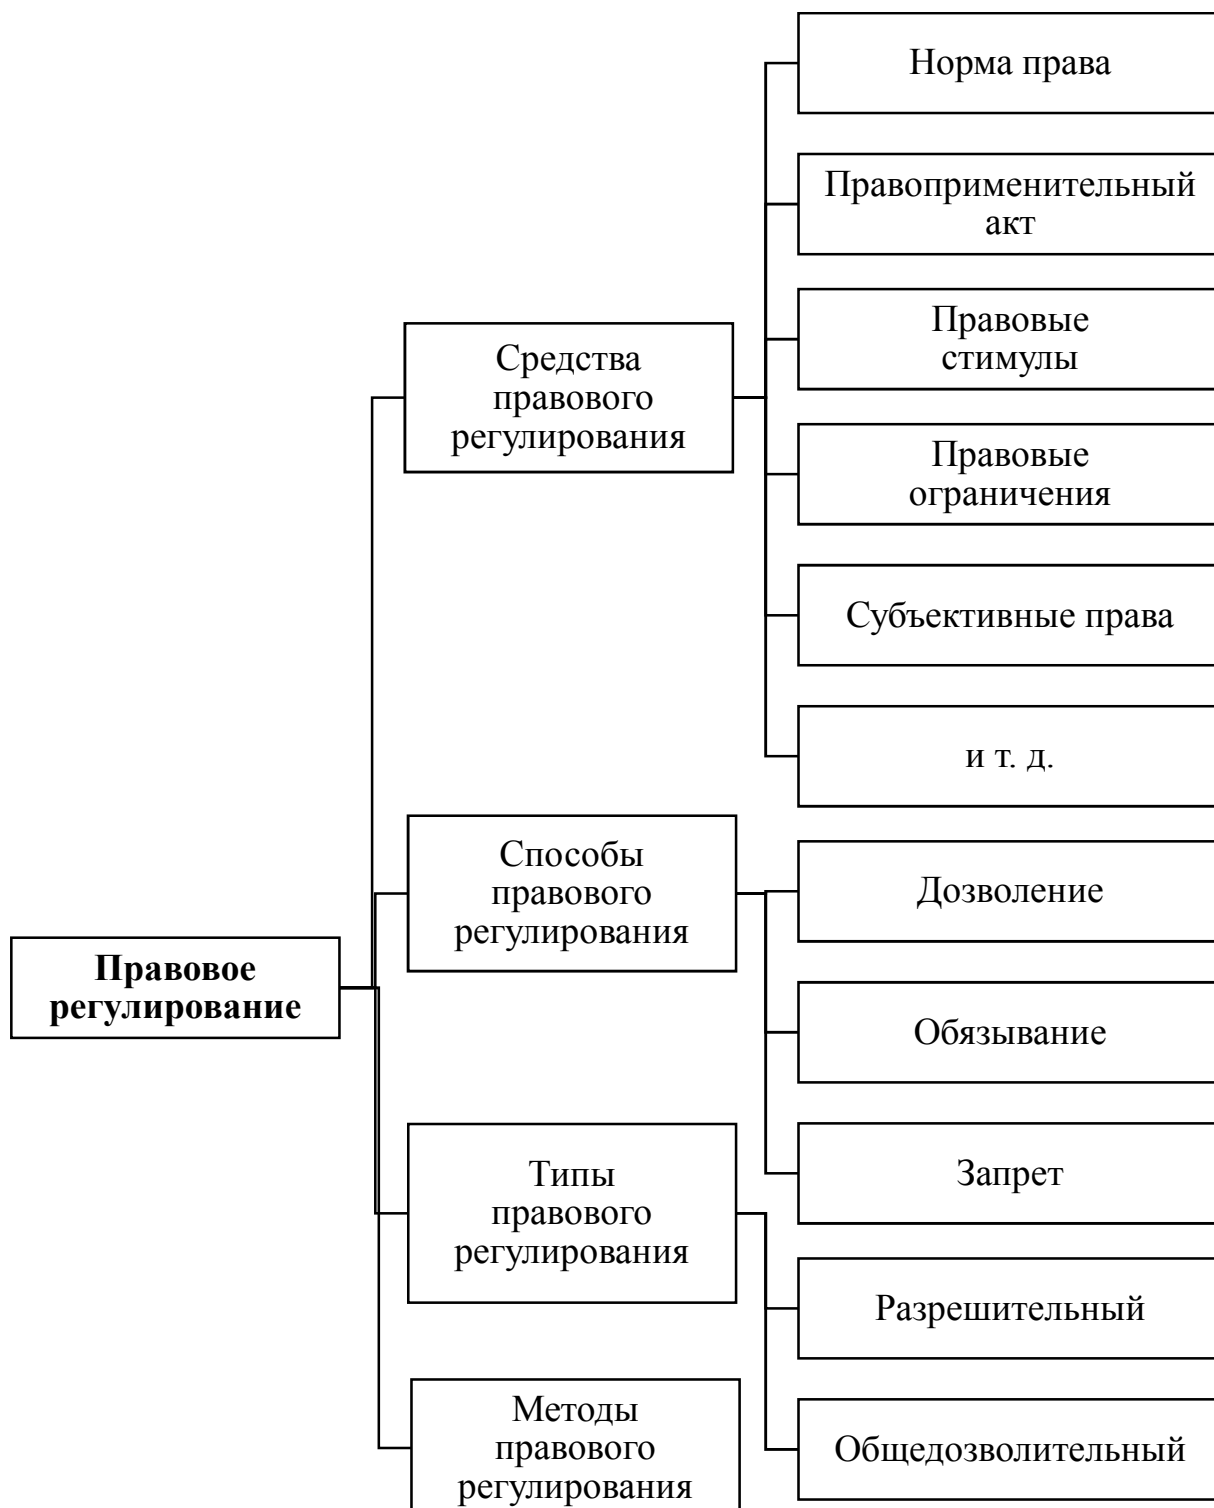 Норма права
Правоприменительный
акт
Правовые
стимулы
Средства
правового
регулирования
Правовые
ограничения
Субъективные права
и т. д.
Способы
правового
регулирования
Дозволение
Правовое
регулирование
Обязывание
Запрет
Типы
правового
регулирования
Разрешительный
Методы
правового
регулирования
Общедозволительный